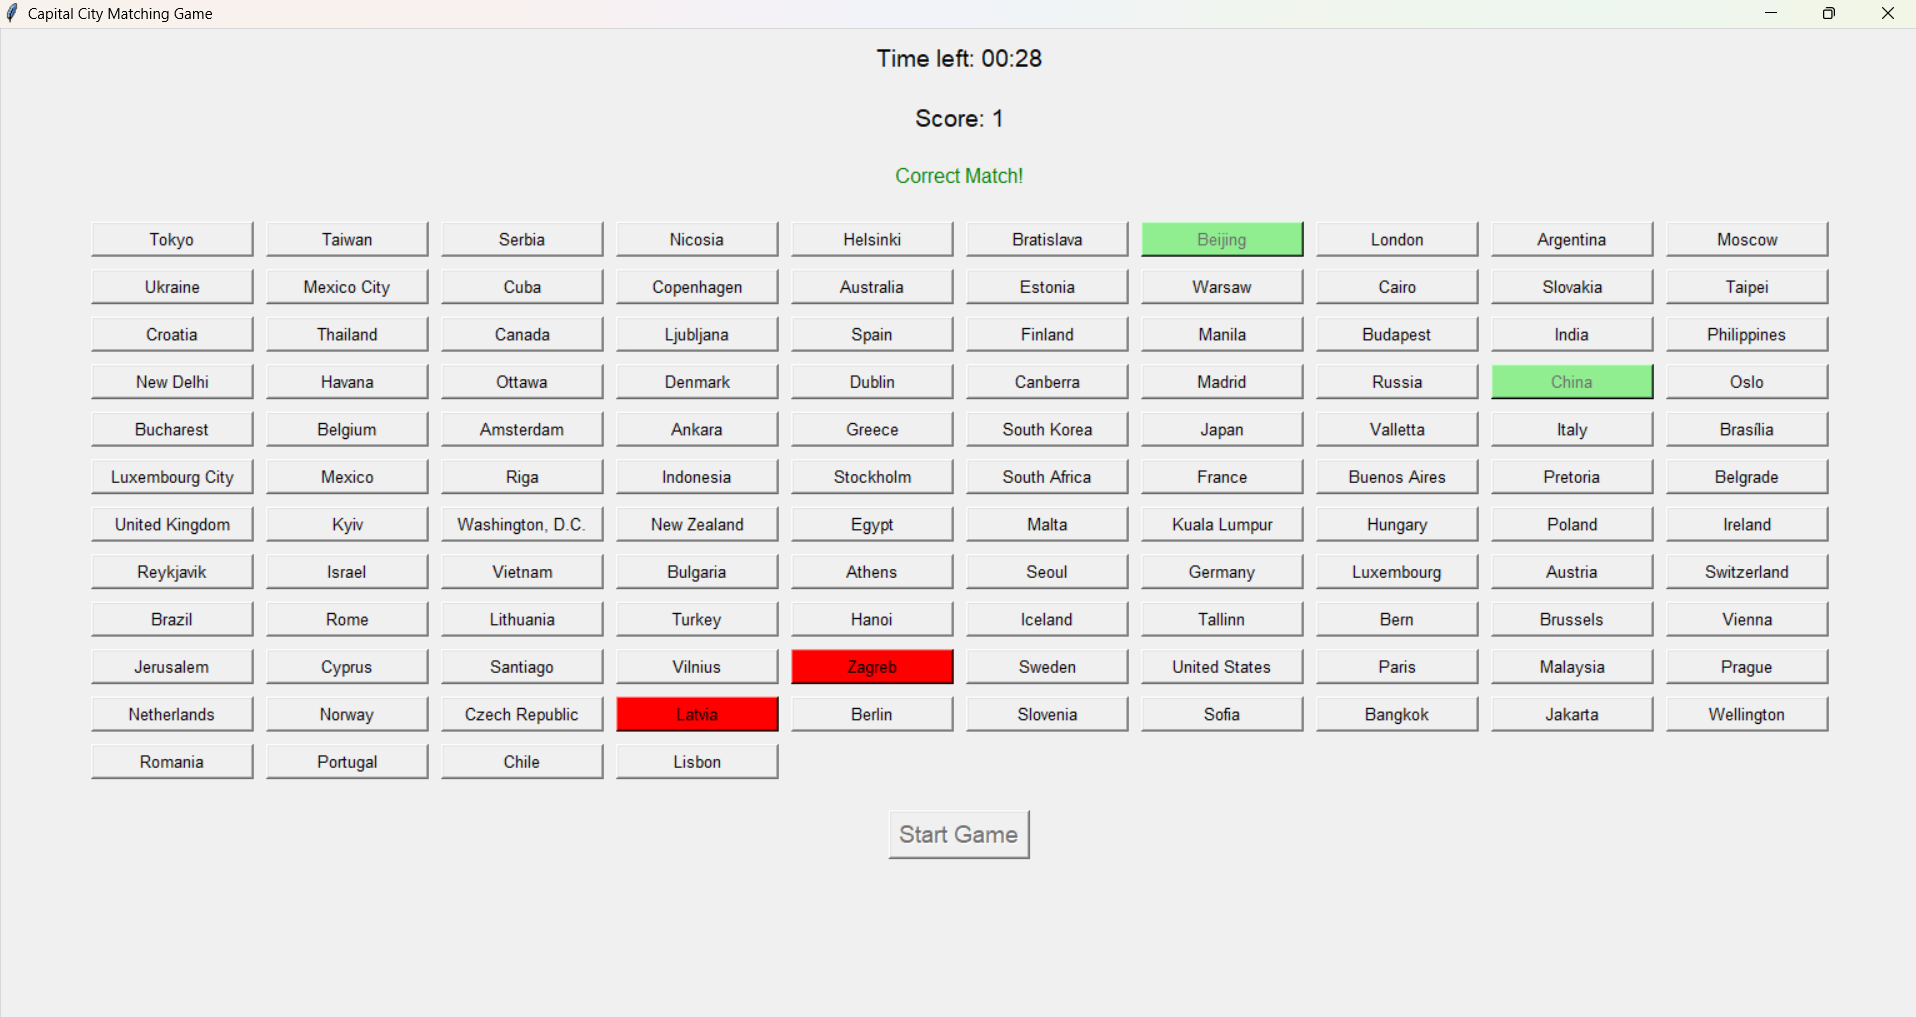 Capital City Matching Game
Time left: 00:28
Score: 1
Correct Match!
Tokyo Taiwan Serbia Nicosia Helsinki Bratislava Beijing London Argentina Moscow
Ukraine Mexico City Cuba Copenhagen Australia Estonia Warsaw Cairo Slovakia Taipei
Croatia Thailand Canada Ljubljana Spain Finland Manila Budapest India Philippines
New Delhi Havana Ottawa Denmark Dublin Canberra Madrid Russia China Oslo
Bucharest Belgium Amsterdam Ankara Greece South Korea Japan Valletta Italy Brasília
Luxembourg City Mexico Riga Indonesia Stockholm South Africa France Buenos Aires Pretoria Belgrade
United Kingdom Kyiv Washington, D.C. New Zealand Egypt Malta Kuala Lumpur Hungary Poland Ireland
Reykjavik Israel Vietnam Bulgaria Athens Seoul Germany Luxembourg Austria Switzerland
Brazil Rome Lithuania Turkey Hanoi Iceland Tallinn Bern Brussels Vienna
Jerusalem Cyprus Santiago Vilnius Zagreb Sweden United States Paris Malaysia Prague
Netherlands Norway Czech Republic Latvia Berlin Slovenia Sofia Bangkok Jakarta Wellington
Romania Portugal Chile Lisbon
Start Game